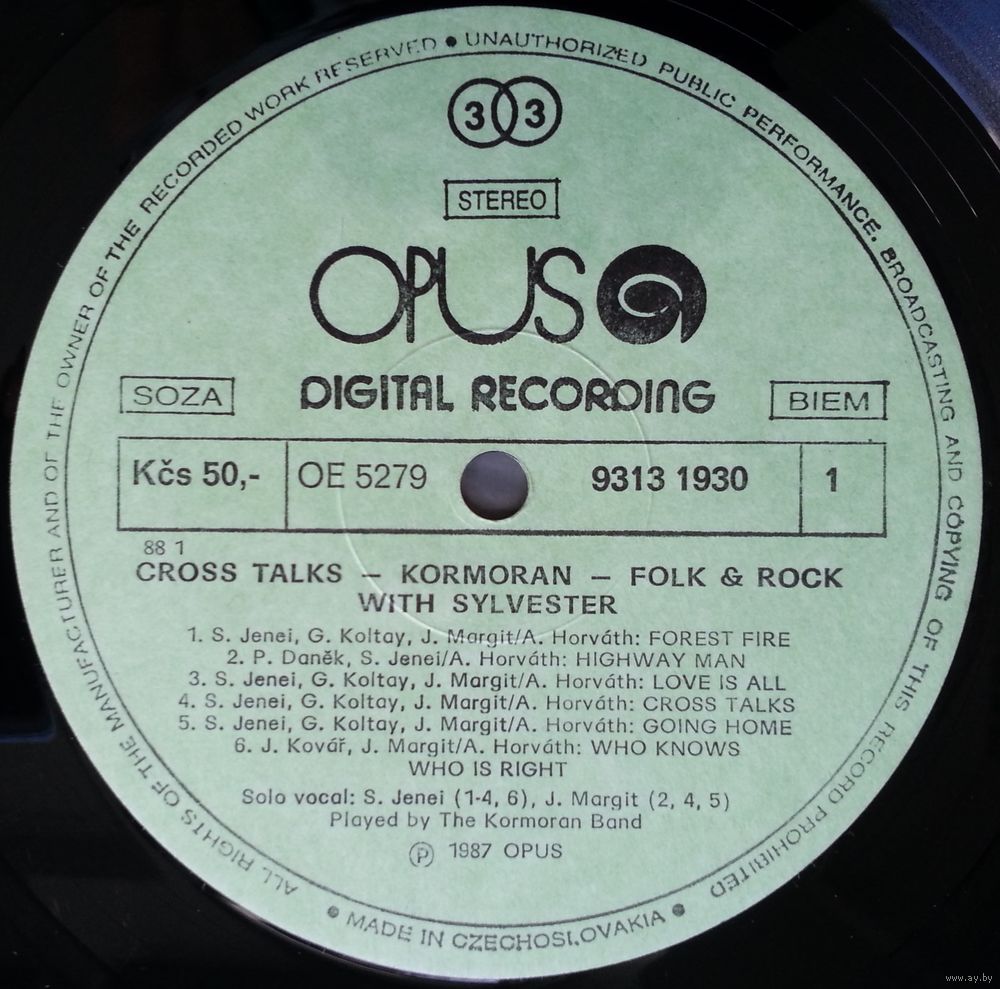 ALL RIGHTS OF THE MANUFACTURER AND OF THE OWNER OF THE RECORDED WORK RESERVED • UNAUTHORIZED PUBLIC PERFORMANCE. BROADCASTING AND COPYING OF THIS RECORD PROHIBITED
33
STEREO
OPUS
DIGITAL RECORDING
SOZA
BIEM
Kčs 50,- OE 5279 9313 1930 1
88 1
CROSS TALKS – KORMORAN – FOLK & ROCK
WITH SYLVESTER
1. S. Jenei, G. Koltay, J. Margit/A. Horváth: FOREST FIRE
2. P. Daněk, S. Jenei/A. Horváth: HIGHWAY MAN
3. S. Jenei, G. Koltay, J. Margit/A. Horváth: LOVE IS ALL
4. S. Jenei, G. Koltay, J. Margit/A. Horváth: CROSS TALKS
5. S. Jenei, G. Koltay, J. Margit/A. Horváth: GOING HOME
6. J. Kovář, J. Margit/A. Horváth: WHO KNOWS
WHO IS RIGHT
Solo vocal: S. Jenei (1-4, 6), J. Margit (2, 4, 5)
Played by The Kormoran Band
℗ 1987 OPUS
• MADE IN CZECHOSLOVAKIA •
www.ay.by